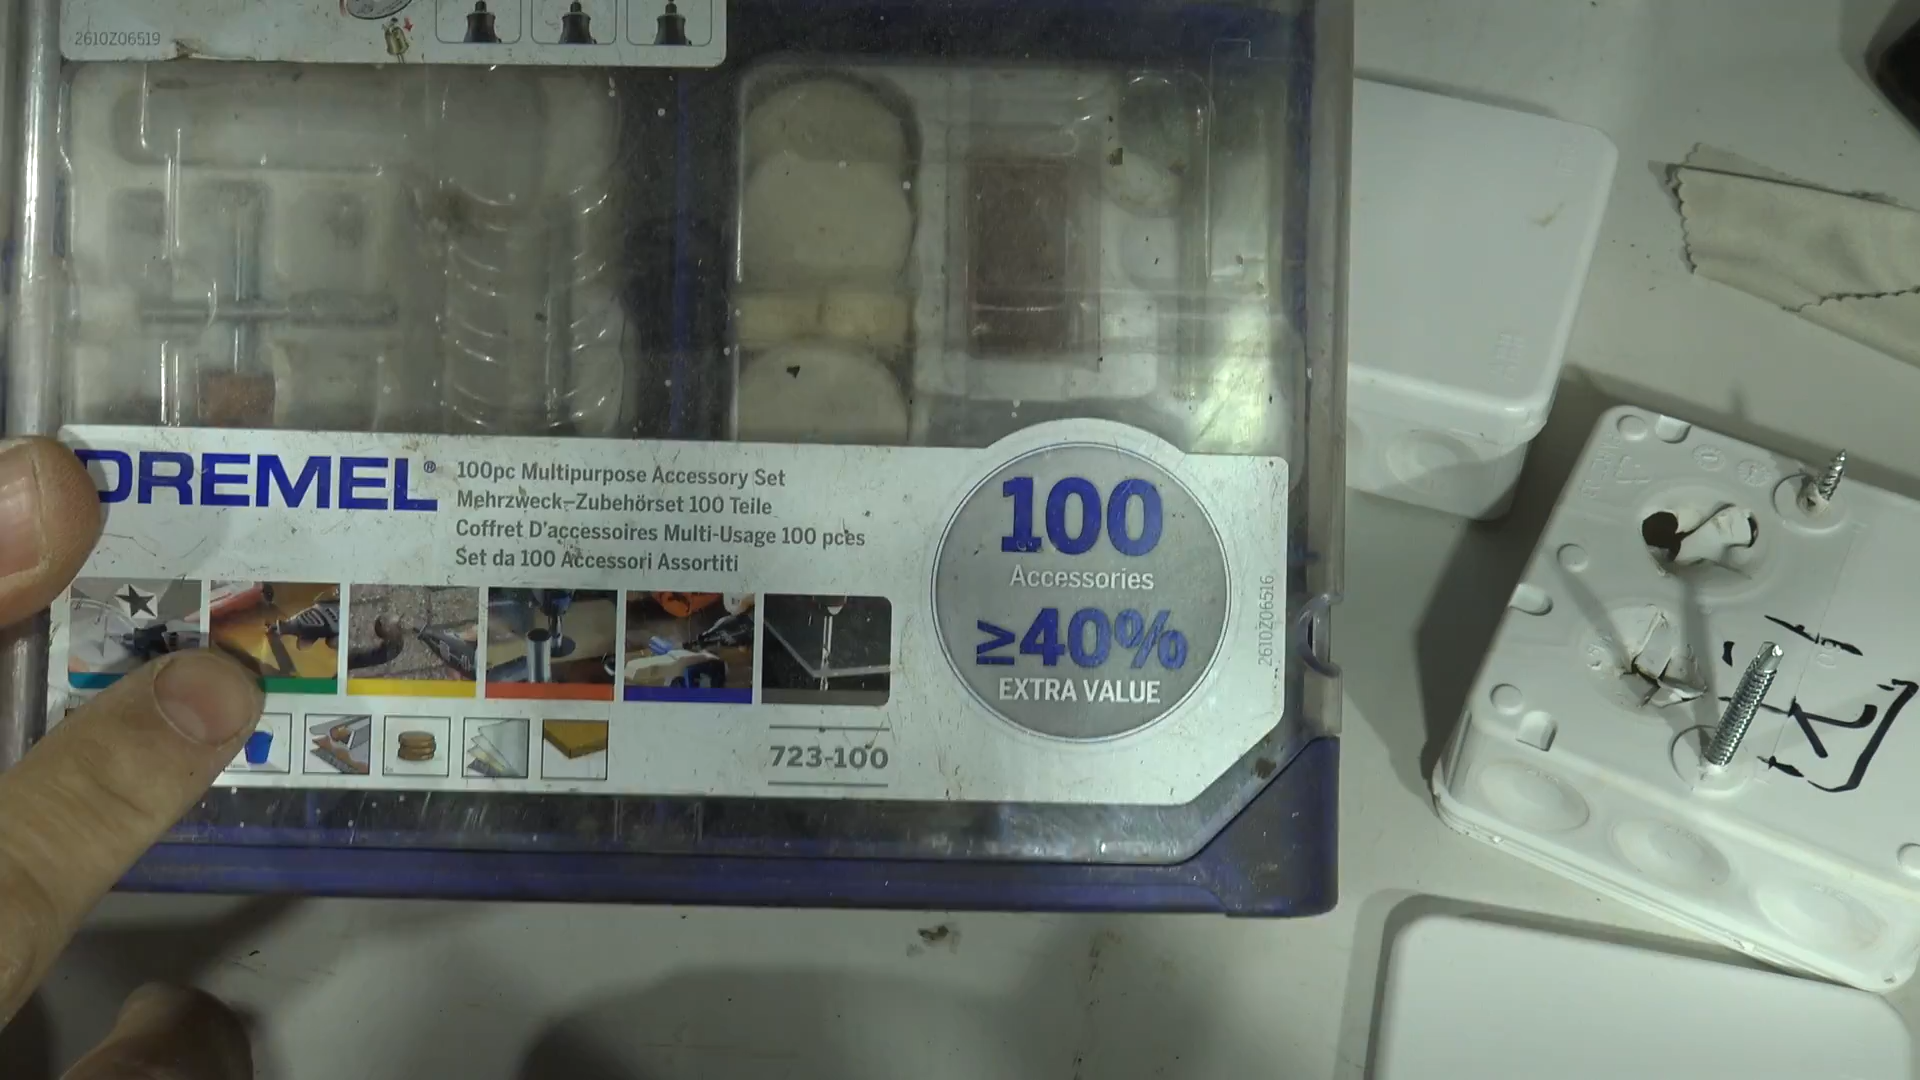 2610Z06519
DREMEL®
100pc Multipurpose Accessory Set
Mehrzweck-Zubehörset 100 Teile
Coffret D'accessoires Multi-Usage 100 pces
Set da 100 Accessori Assortiti
100
Accessories
≥40%
EXTRA VALUE
2610Z06516
723-100